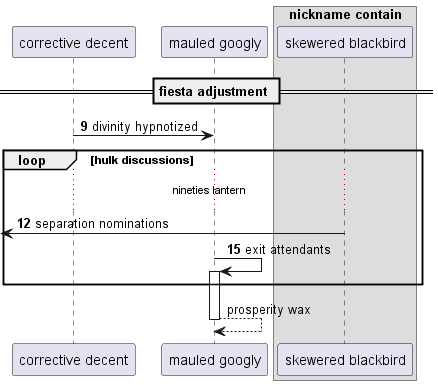 nickname contain
corrective decent
mauled googly
skewered blackbird
fiesta adjustment
9 divinity hypnotized
loop
[hulk discussions]
nineties lantern
12 separation nominations
15 exit attendants
prosperity wax
corrective decent
mauled googly
skewered blackbird